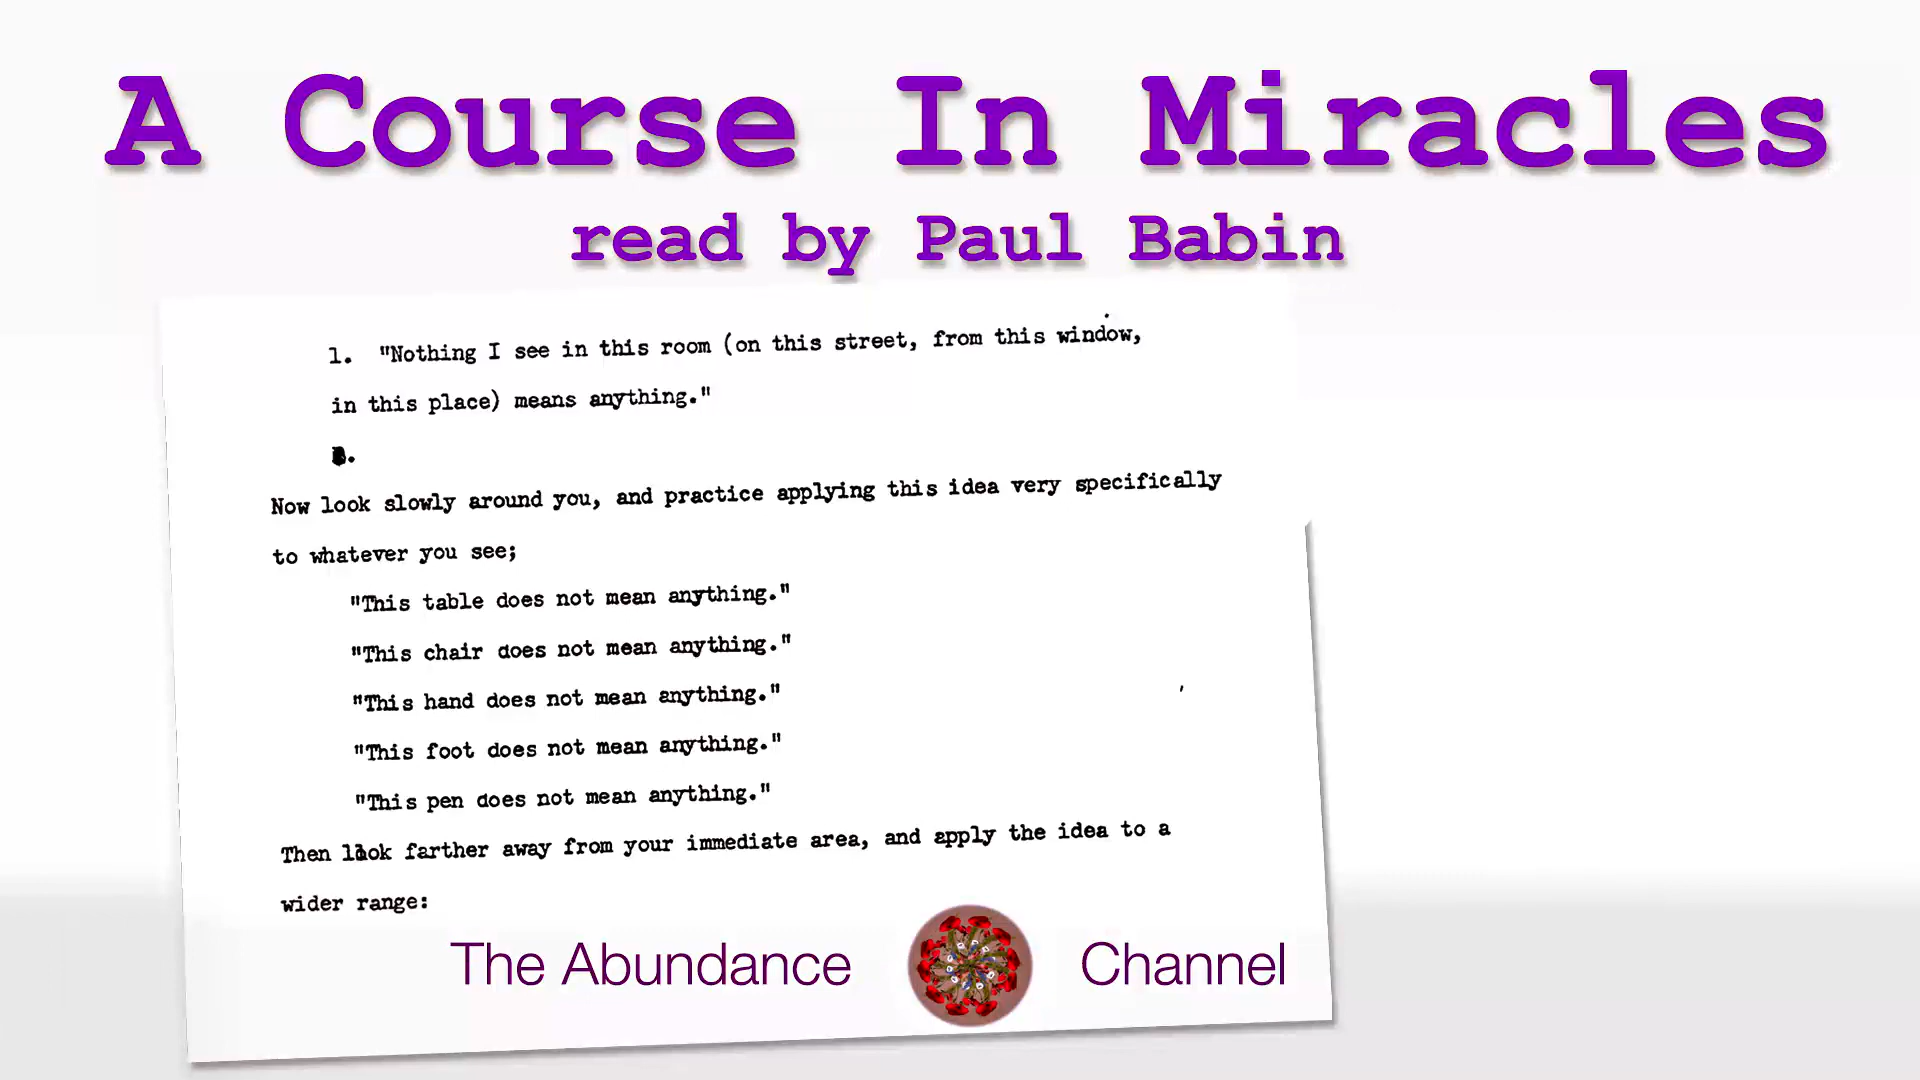 A Course In Miracles
read by Paul Babin
1. "Nothing I see in this room (on this street, from this window,
in this place) means anything."
Now look slowly around you, and practice applying this idea very specifically
to whatever you see;
"This table does not mean anything."
"This chair does not mean anything."
"This hand does not mean anything."
"This foot does not mean anything."
"This pen does not mean anything."
Then look farther away from your immediate area, and apply the idea to a
wider range:
The Abundance Channel